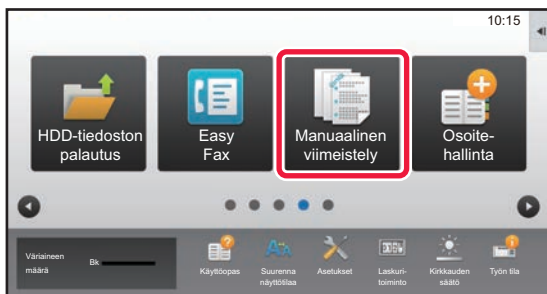 10:15
HDD-tiedoston
palautus
Easy
Fax
Manuaalinen
viimeistely
Osoite-
hallinta
Väriaineen
määrä
Bk
Käyttöopas
Suurenna
näyttötilaa
Asetukset
Laskuri-
toiminto
Kirkkauden
säätö
Työn tila